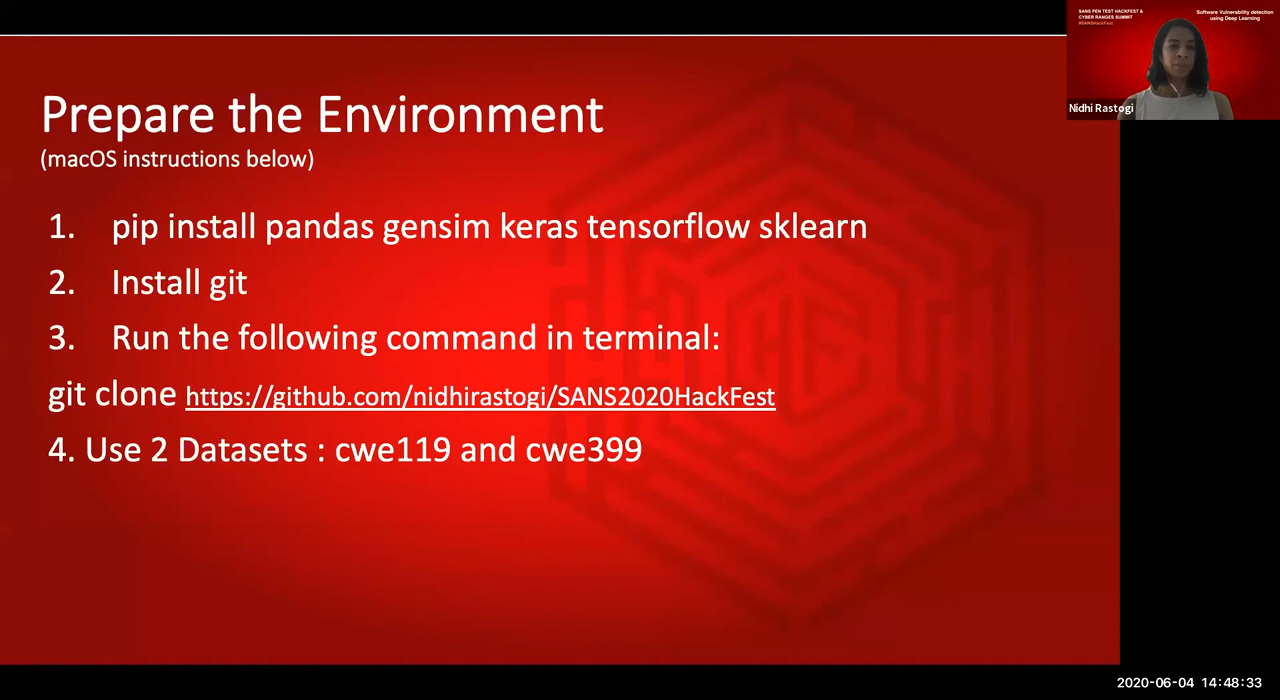 Prepare the Environment
(macOS instructions below)
1. pip install pandas gensim keras tensorflow sklearn
2. Install git
3. Run the following command in terminal:
git clone https://github.com/nidhirastogi/SANS2020HackFest
4. Use 2 Datasets : cwe119 and cwe399
SANS PEN TEST HACKFEST &
CYBER RANGES SUMMIT
#SANSHackFest
Software Vulnerability detection
using Deep Learning
Nidhi Rastogi
2020-06-04 14:48:33